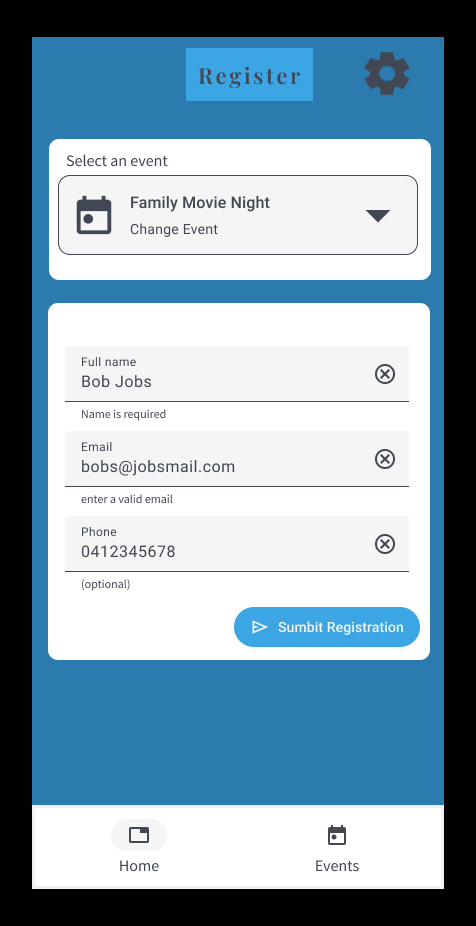 Register
Select an event
Family Movie Night
Change Event
Full name
Bob Jobs
Name is required
Email
bobs@jobsmail.com
enter a valid email
Phone
0412345678
(optional)
Sumbit Registration
Home
Events